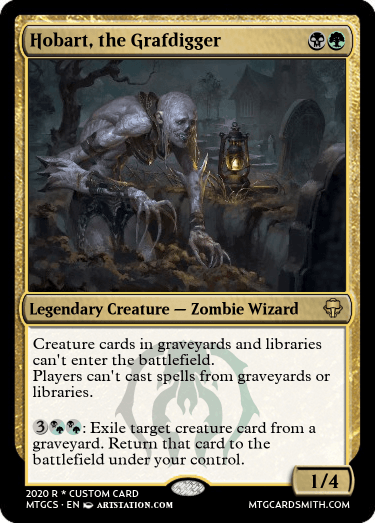 Hobart, the Grafdigger
Legendary Creature — Zombie Wizard
Creature cards in graveyards and libraries
can't enter the battlefield.
Players can't cast spells from graveyards or
libraries.
3: Exile target creature card from a
graveyard. Return that card to the
battlefield under your control.
1/4
2020 R * CUSTOM CARD
MTGCS • EN ARTSTATION.COM
MTGCARDSMITH.COM